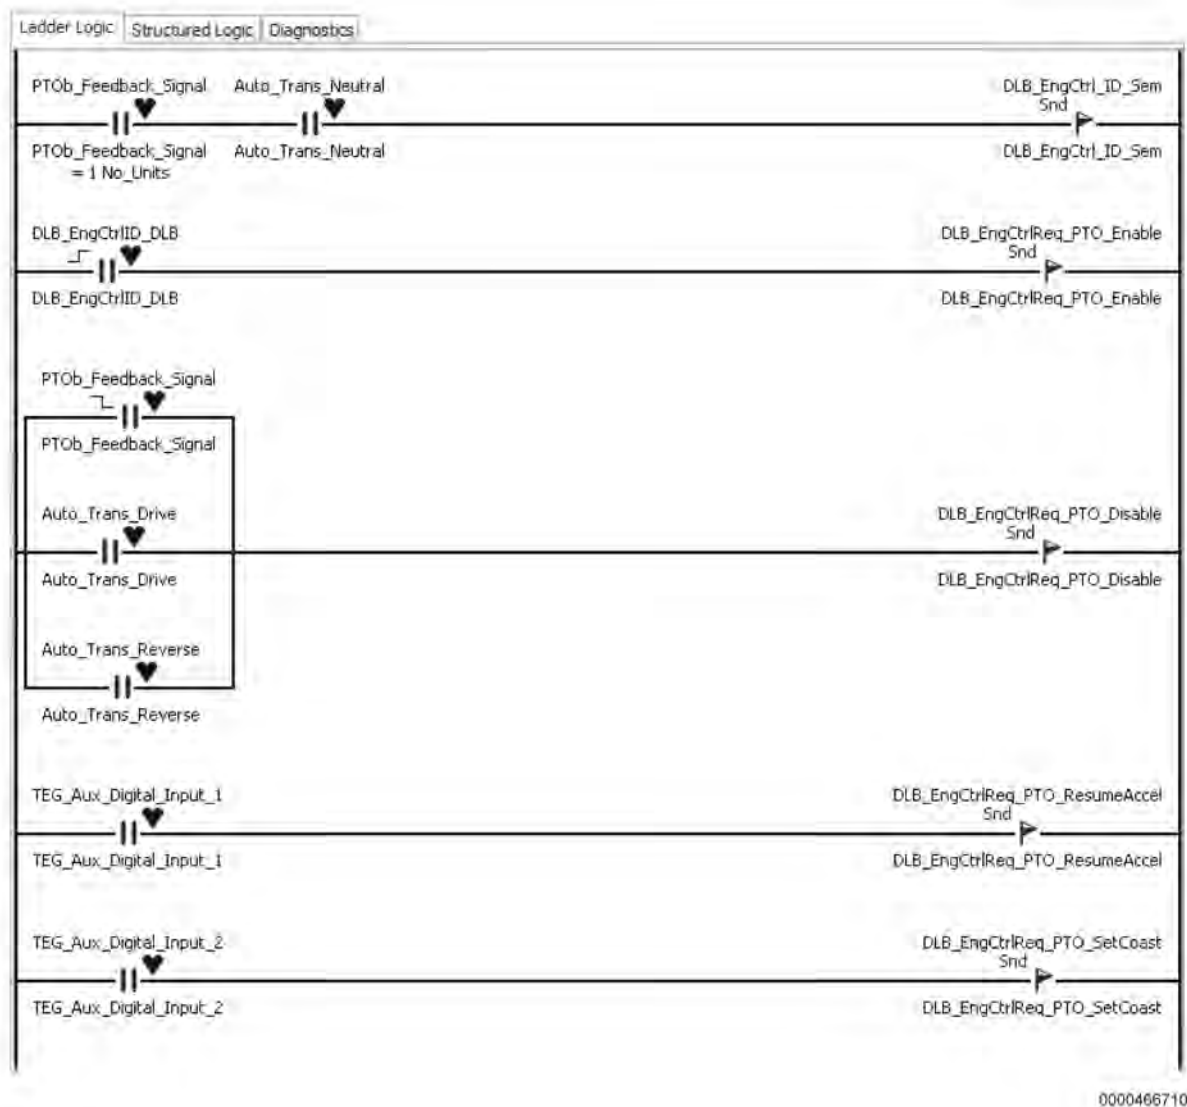 Ladder Logic Structured Logic Diagnostics
PTOb_Feedback_Signal Auto_Trans_Neutral DLB_EngCtrl_ID_Sem
Snd
PTOb_Feedback_Signal Auto_Trans_Neutral DLB_EngCtrl_ID_Sem
= 1 No_Units
DLB_EngCtrlID_DLB DLB_EngCtrlReq_PTO_Enable
Snd
DLB_EngCtrlID_DLB DLB_EngCtrlReq_PTO_Enable
PTOb_Feedback_Signal
PTOb_Feedback_Signal
Auto_Trans_Drive DLB_EngCtrlReq_PTO_Disable
Snd
Auto_Trans_Drive DLB_EngCtrlReq_PTO_Disable
Auto_Trans_Reverse
Auto_Trans_Reverse
TEG_Aux_Digital_Input_1 DLB_EngCtrlReq_PTO_ResumeAccel
Snd
TEG_Aux_Digital_Input_1 DLB_EngCtrlReq_PTO_ResumeAccel
TEG_Aux_Digital_Input_2 DLB_EngCtrlReq_PTO_SetCoast
Snd
TEG_Aux_Digital_Input_2 DLB_EngCtrlReq_PTO_SetCoast
0000466710